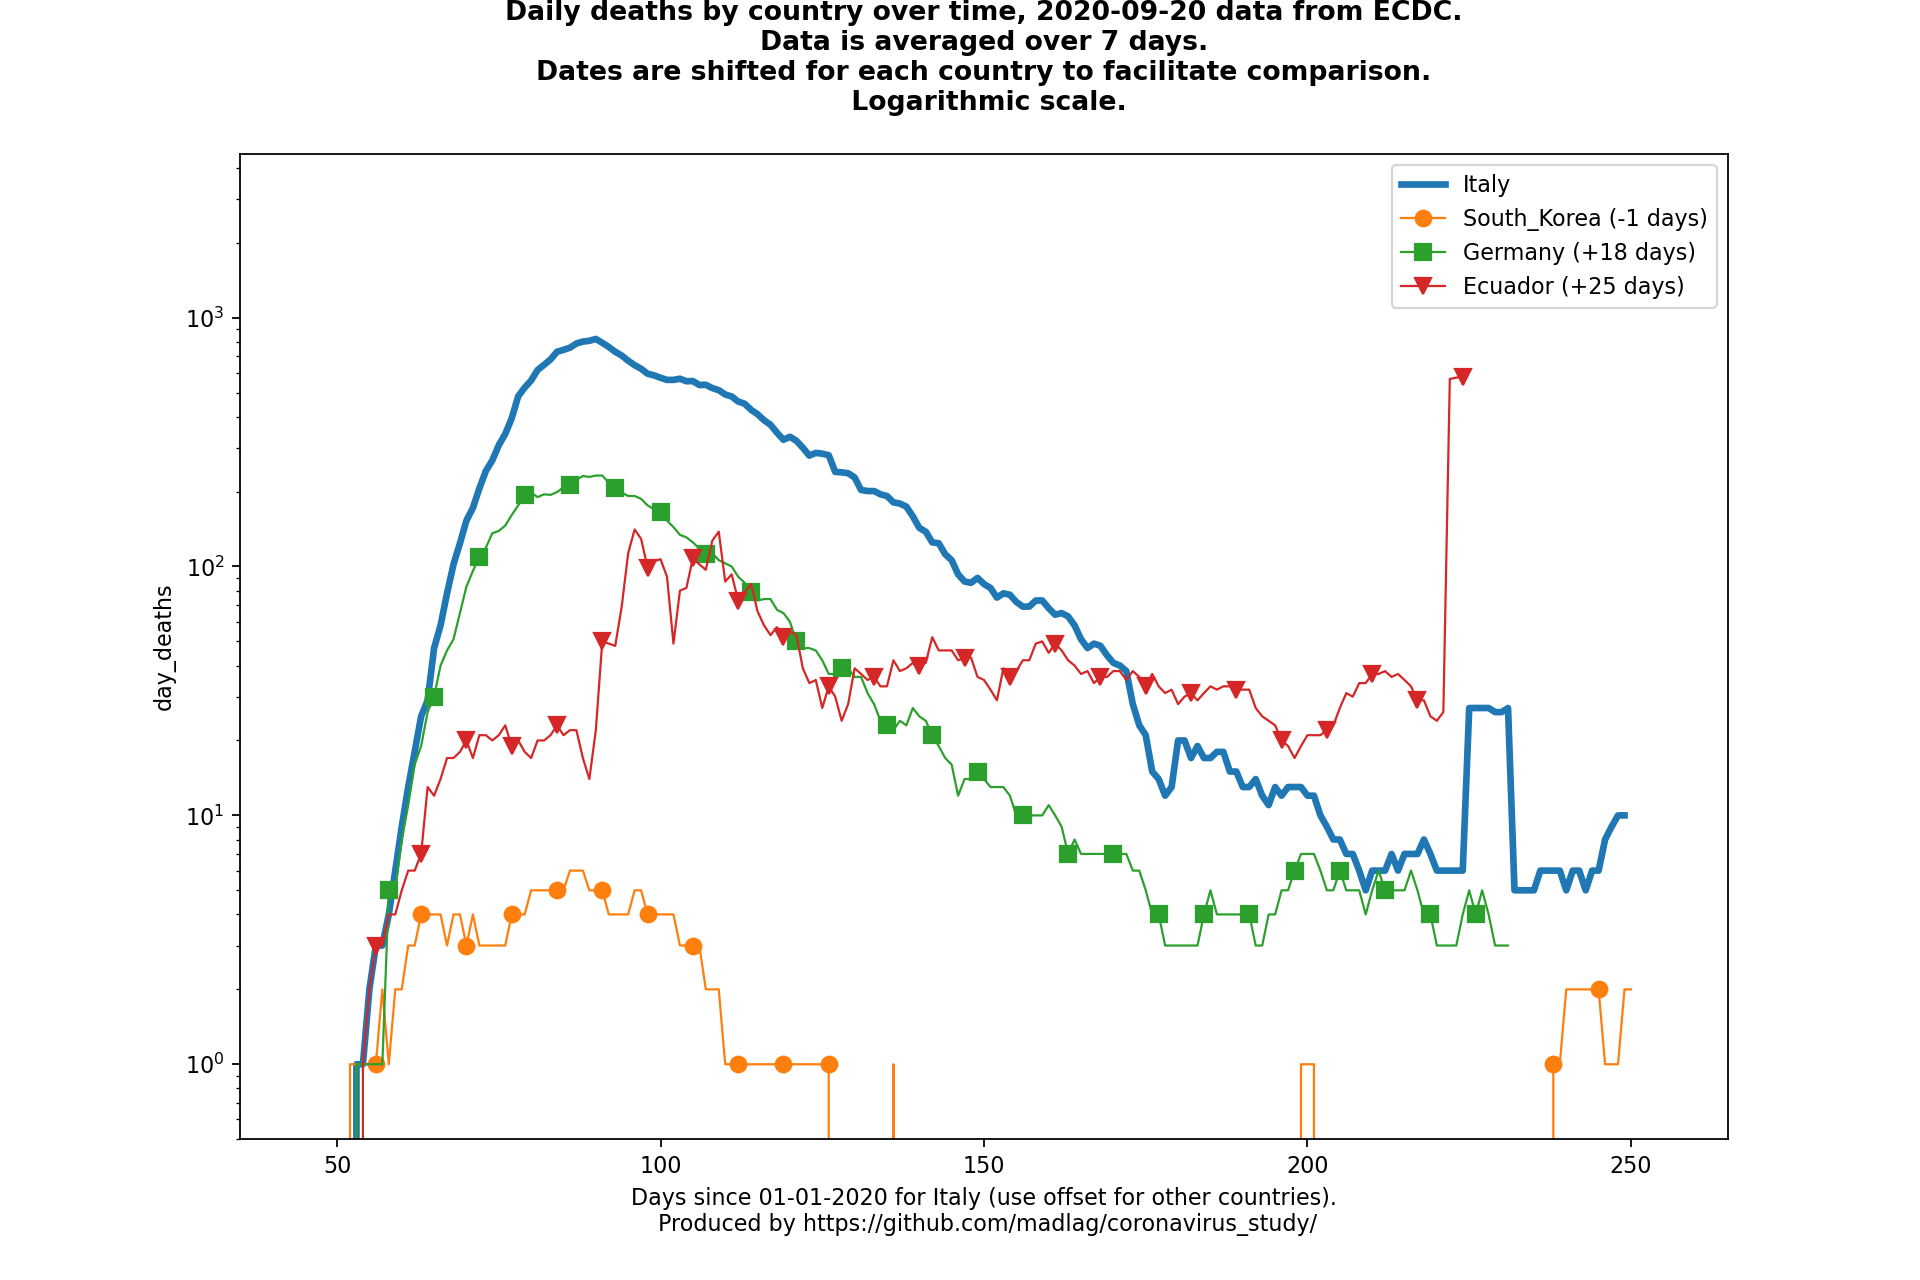 Daily deaths by country over time, 2020-09-20 data from ECDC.
Data is averaged over 7 days.
Dates are shifted for each country to facilitate comparison.
Logarithmic scale.
Italy
South_Korea (-1 days)
Germany (+18 days)
Ecuador (+25 days)
10³
10²
10¹
10⁰
day_deaths
50 100 150 200 250
Days since 01-01-2020 for Italy (use offset for other countries).
Produced by https://github.com/madlag/coronavirus_study/